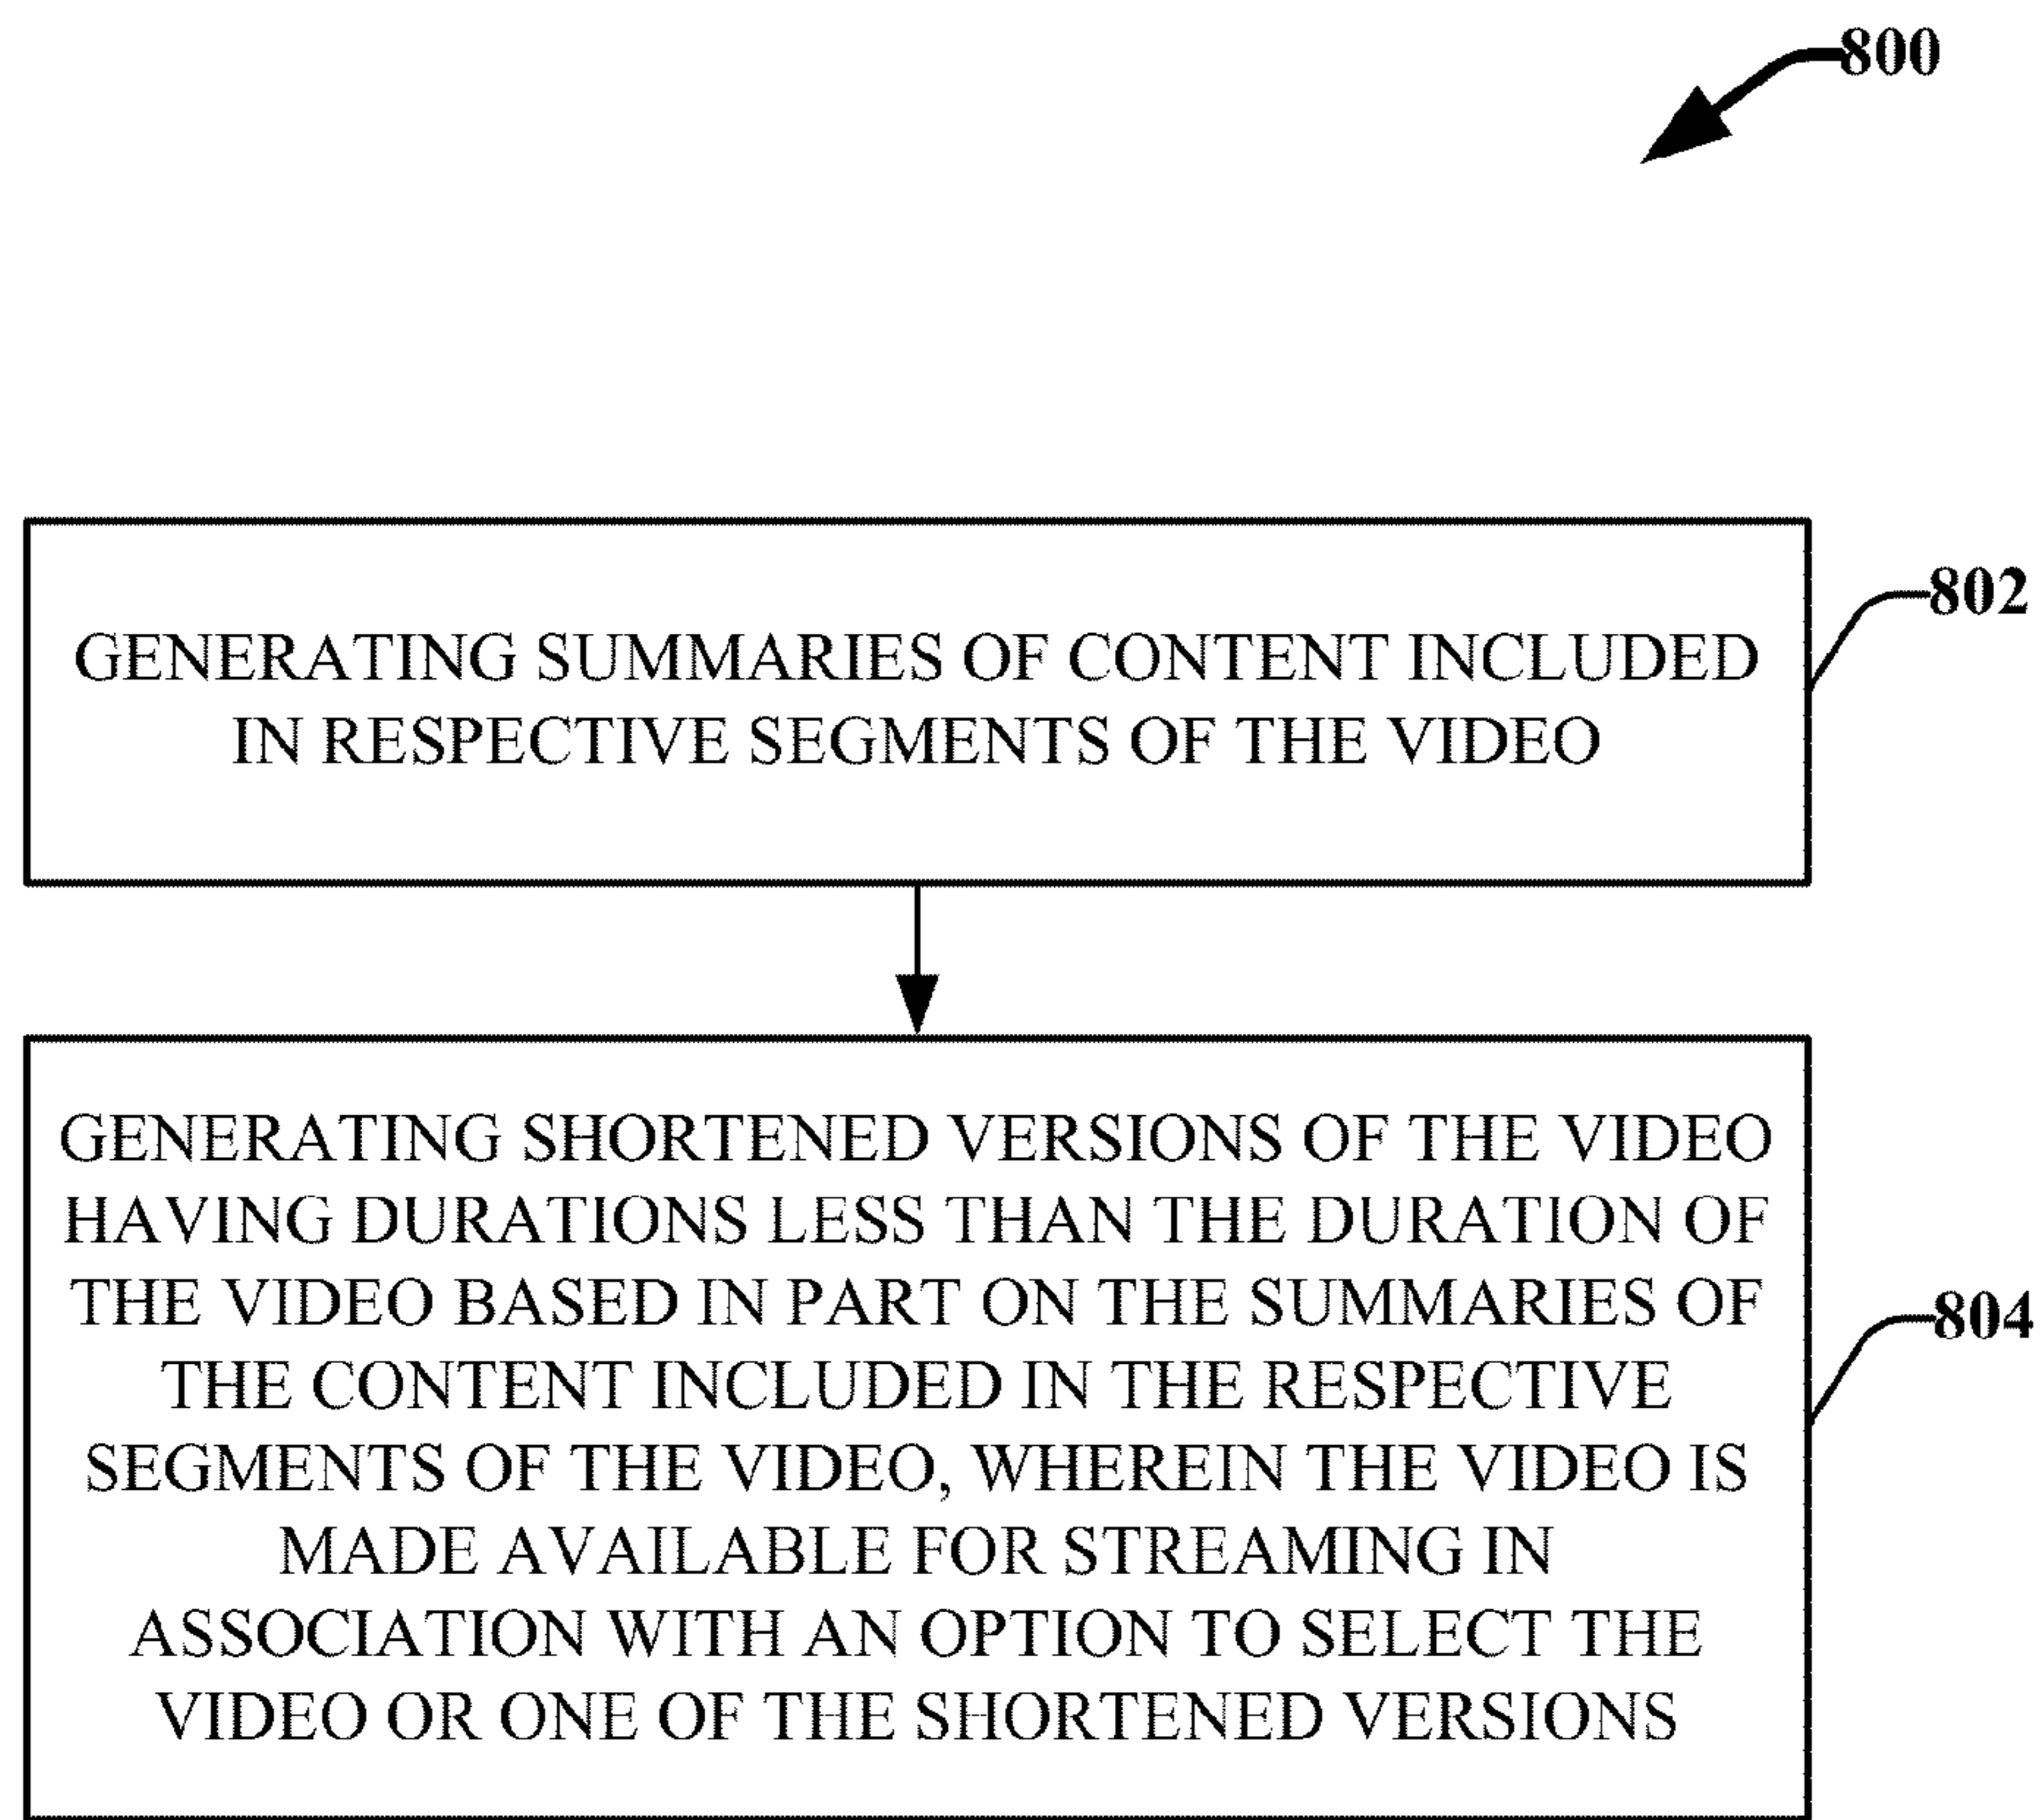 800
802
GENERATING SUMMARIES OF CONTENT INCLUDED
IN RESPECTIVE SEGMENTS OF THE VIDEO
GENERATING SHORTENED VERSIONS OF THE VIDEO
HAVING DURATIONS LESS THAN THE DURATION OF
THE VIDEO BASED IN PART ON THE SUMMARIES OF
804
THE CONTENT INCLUDED IN THE RESPECTIVE
SEGMENTS OF THE VIDEO, WHEREIN THE VIDEO IS
MADE AVAILABLE FOR STREAMING IN
ASSOCIATION WITH AN OPTION TO SELECT THE
VIDEO OR ONE OF THE SHORTENED VERSIONS